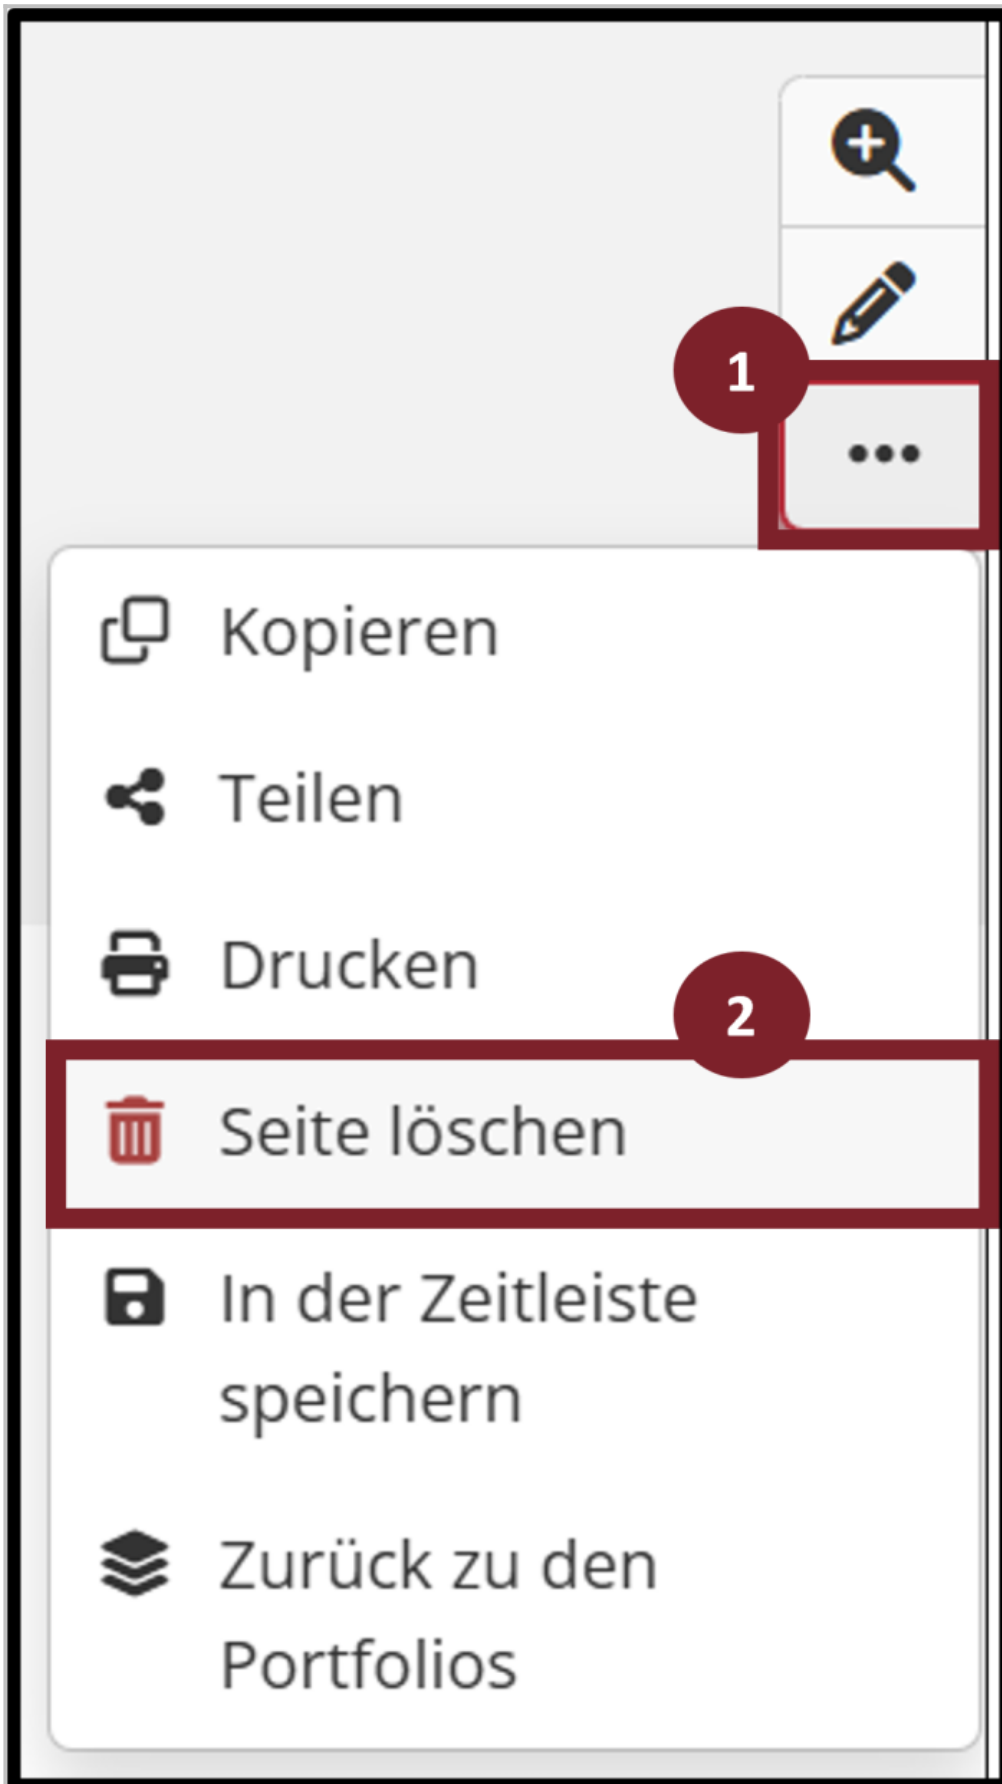 1
Kopieren
Teilen
Drucken
2
Seite löschen
In der Zeitleiste
speichern
Zurück zu den
Portfolios